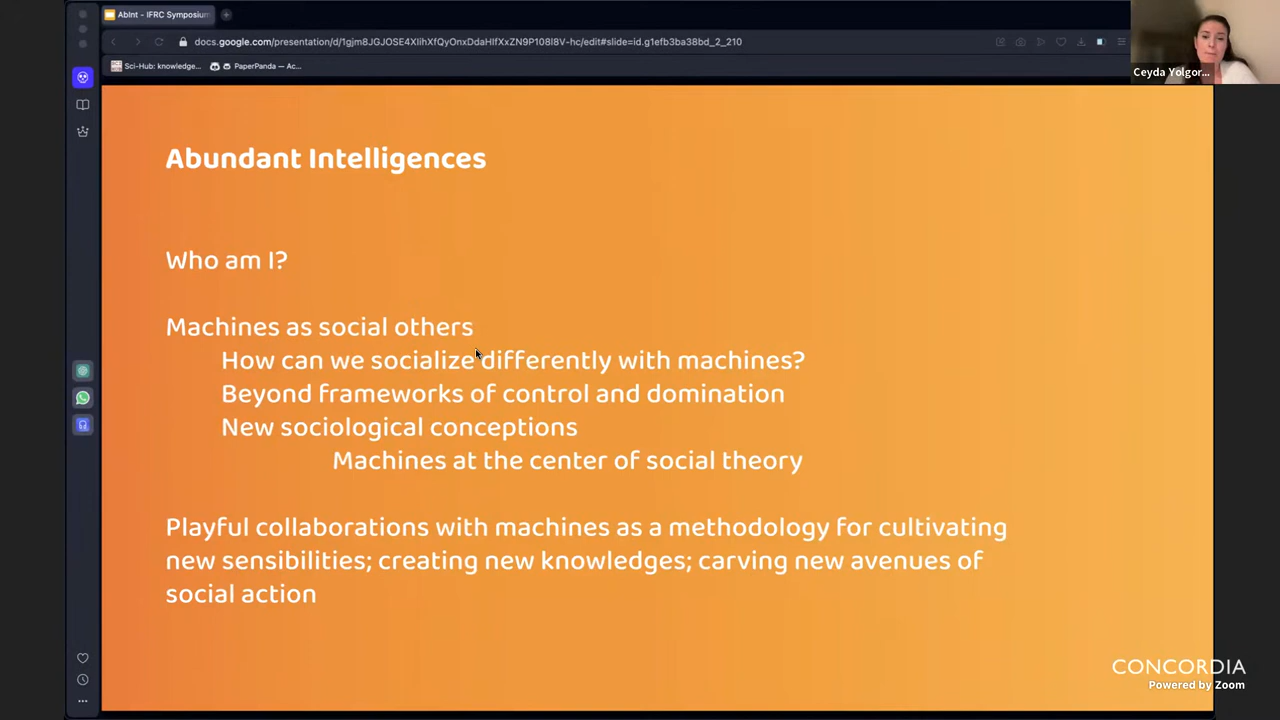 AbInt - IFRC Symposium
docs.google.com/presentation/d/1gjm8JGJOSE4XIihXfQyOnxDdaHIfXxZN9P108I8V-hc/edit#slide=id.g1efb3ba38bd_2_210
Sci-Hub: knowledge...
PaperPanda — Ac...
Ceyda Yolgor...
Abundant Intelligences
Who am I?
Machines as social others
How can we socialize differently with machines?
Beyond frameworks of control and domination
New sociological conceptions
Machines at the center of social theory
Playful collaborations with machines as a methodology for cultivating
new sensibilities; creating new knowledges; carving new avenues of
social action
CONCORDIA
Powered by Zoom